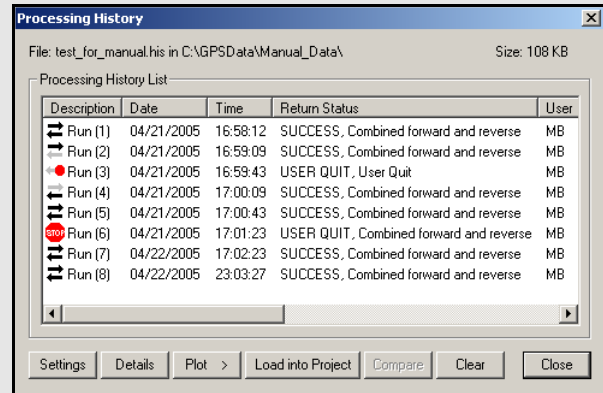 Processing History
File: test_for_manual.his in C:\GPSData\Manual_Data\ Size: 108 KB
Processing History List
Description Date Time Return Status User
Run (1) 04/21/2005 16:58:12 SUCCESS, Combined forward and reverse MB
Run (2) 04/21/2005 16:59:09 SUCCESS, Combined forward and reverse MB
Run (3) 04/21/2005 16:59:43 USER QUIT, User Quit MB
Run (4) 04/21/2005 17:00:09 SUCCESS, Combined forward and reverse MB
Run (5) 04/21/2005 17:00:43 SUCCESS, Combined forward and reverse MB
STOP Run (6) 04/21/2005 17:01:23 USER QUIT, Combined forward and reverse MB
Run (7) 04/22/2005 17:02:23 SUCCESS, Combined forward and reverse MB
Run (8) 04/22/2005 23:03:27 SUCCESS, Combined forward and reverse MB
Settings Details Plot > Load into Project Compare Clear Close